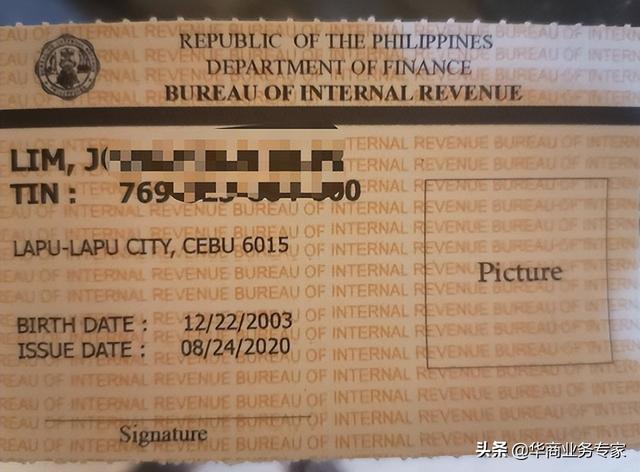 REPUBLIC OF THE PHILIPPINES
DEPARTMENT OF FINANCE
BUREAU OF INTERNAL REVENUE
LIM,
TIN :
LAPU-LAPU CITY, CEBU 6015
Picture
BIRTH DATE : 12/22/2003
ISSUE DATE : 08/24/2020
Signature
头条 @华商业务专家